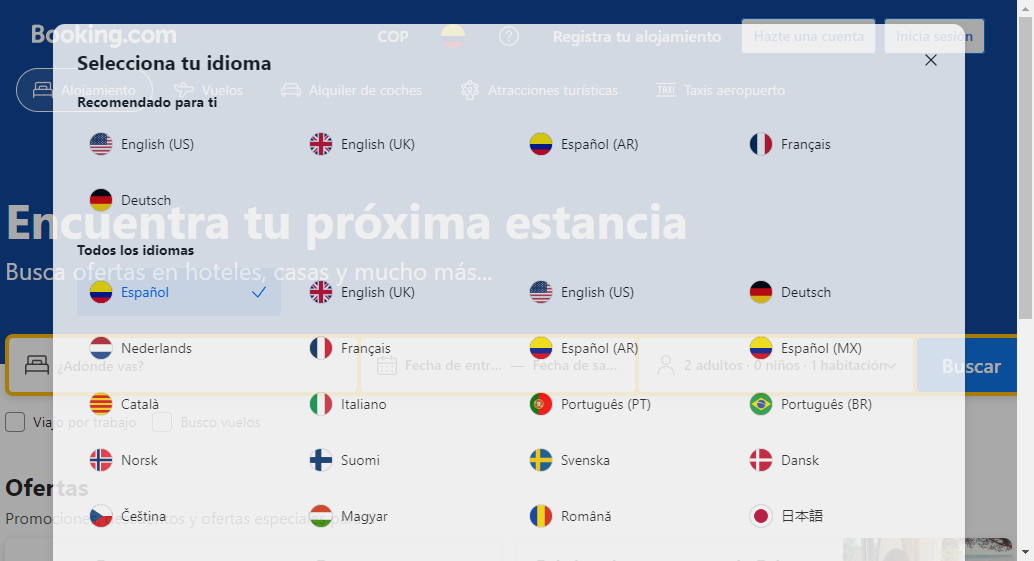 Booking.com
COP
Registra tu alojamiento
Hazte una cuenta
Inicia sesión
Selecciona tu idioma
Alojamiento
Vuelos
Alquiler de coches
Atracciones turísticas
Taxis aeropuerto
Recomendado para ti
English (US)
English (UK)
Español (AR)
Français
Deutsch
Encuentra tu próxima estancia
Todos los idiomas
Busca ofertas en hoteles, casas y mucho más...
Español
English (UK)
English (US)
Deutsch
Nederlands
Français
Español (AR)
Español (MX)
¿Adónde vas?
Fecha de entr... — Fecha de sa...
2 adultos · 0 niños · 1 habitación
Buscar
Català
Italiano
Português (PT)
Português (BR)
Viajo por trabajo
Busco vuelos
Norsk
Suomi
Svenska
Dansk
Ofertas
Čeština
Magyar
Română
日本語
Promociones, descuentos y ofertas especiales